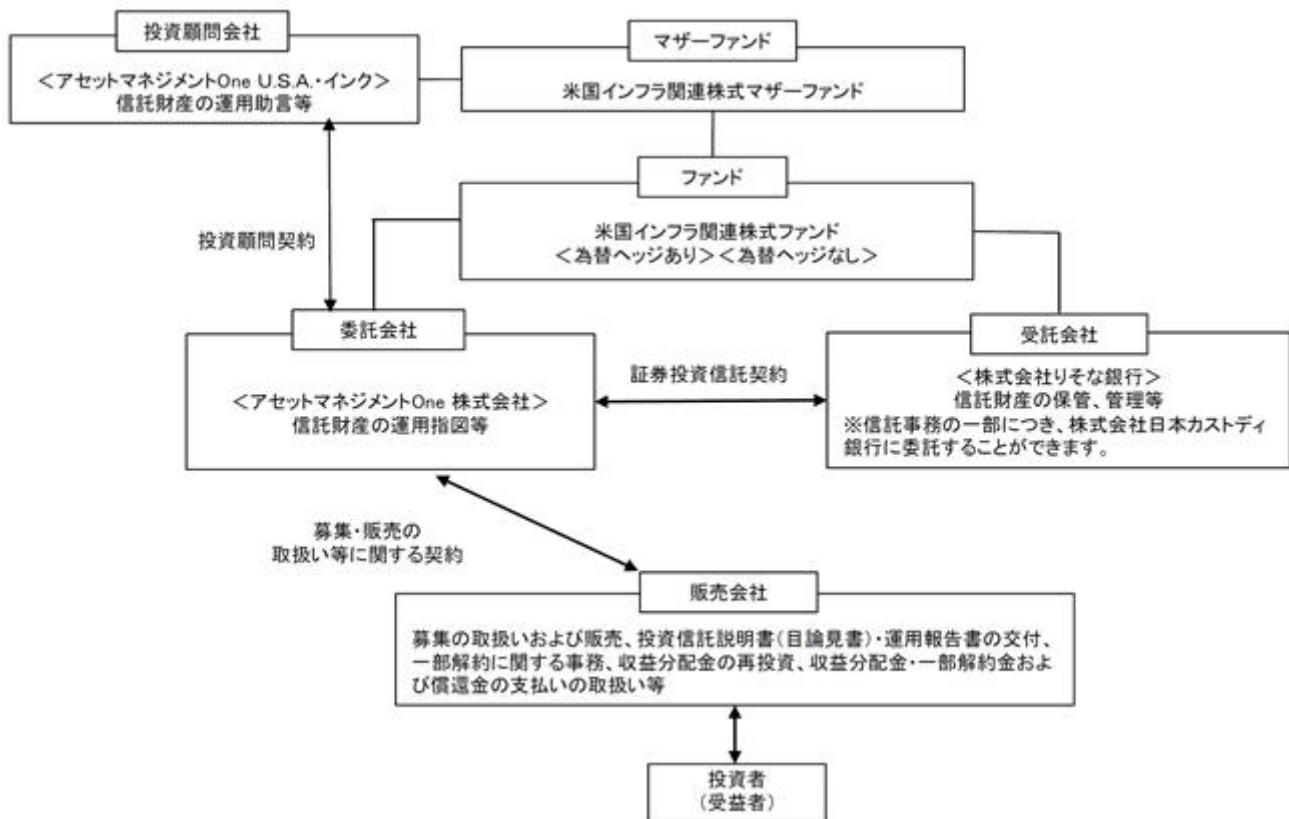 投資顧問会社
＜アセットマネジメントOne U.S.A.・インク＞
信託財産の運用助言等
マザーファンド
米国インフラ関連株式マザーファンド
ファンド
米国インフラ関連株式ファンド
＜為替ヘッジあり＞＜為替ヘッジなし＞
投資顧問契約
委託会社
＜アセットマネジメントOne 株式会社＞
信託財産の運用指図等
証券投資信託契約
受託会社
＜株式会社りそな銀行＞
信託財産の保管、管理等
※信託事務の一部につき、株式会社日本カストディ
銀行に委託することができます。
募集・販売の
取扱い等に関する契約
販売会社
募集の取扱いおよび販売、投資信託説明書(目論見書)・運用報告書の交付、
一部解約に関する事務、収益分配金の再投資、収益分配金・一部解約金およ
び償還金の支払いの取扱い等
投資者
（受益者）